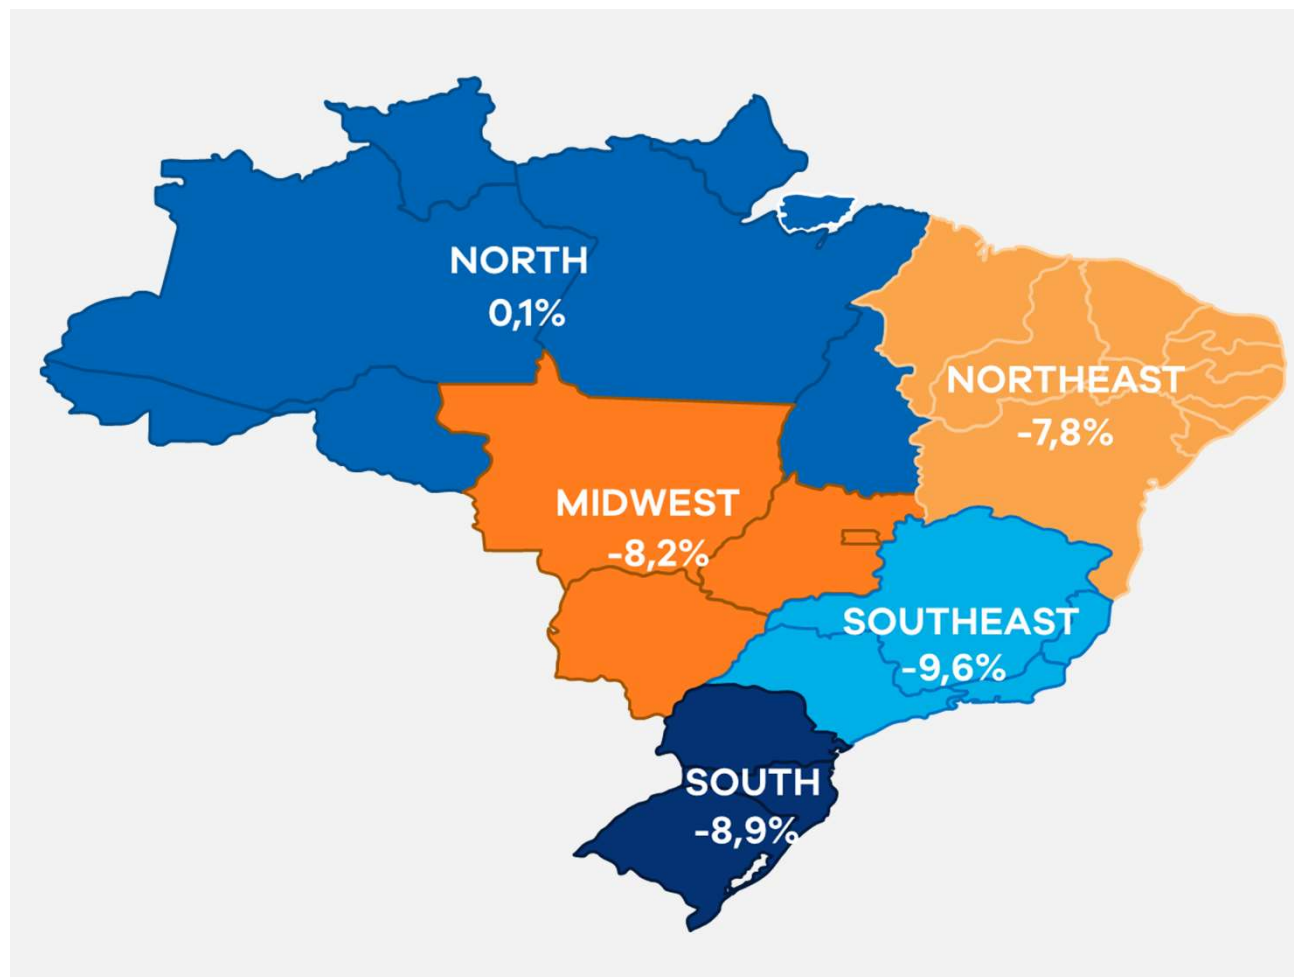 NORTH
0,1%
NORTHEAST
-7,8%
MIDWEST
-8,2%
SOUTHEAST
-9,6%
SOUTH
-8,9%